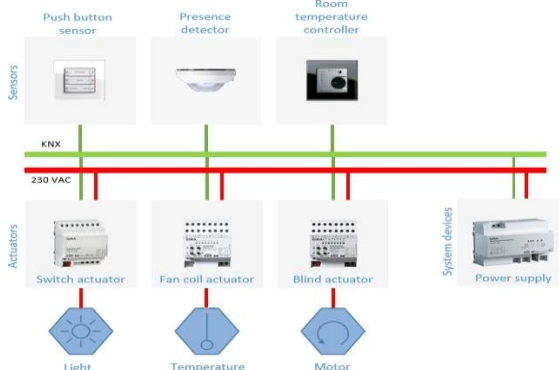 Push button
sensor
Presence
detector
Room
temperature
controller
Sensors
KNX
230 VAC
Actuators
Switch actuator
Fan coil actuator
Blind actuator
System devices
Power supply
Light
Temperature
Motor